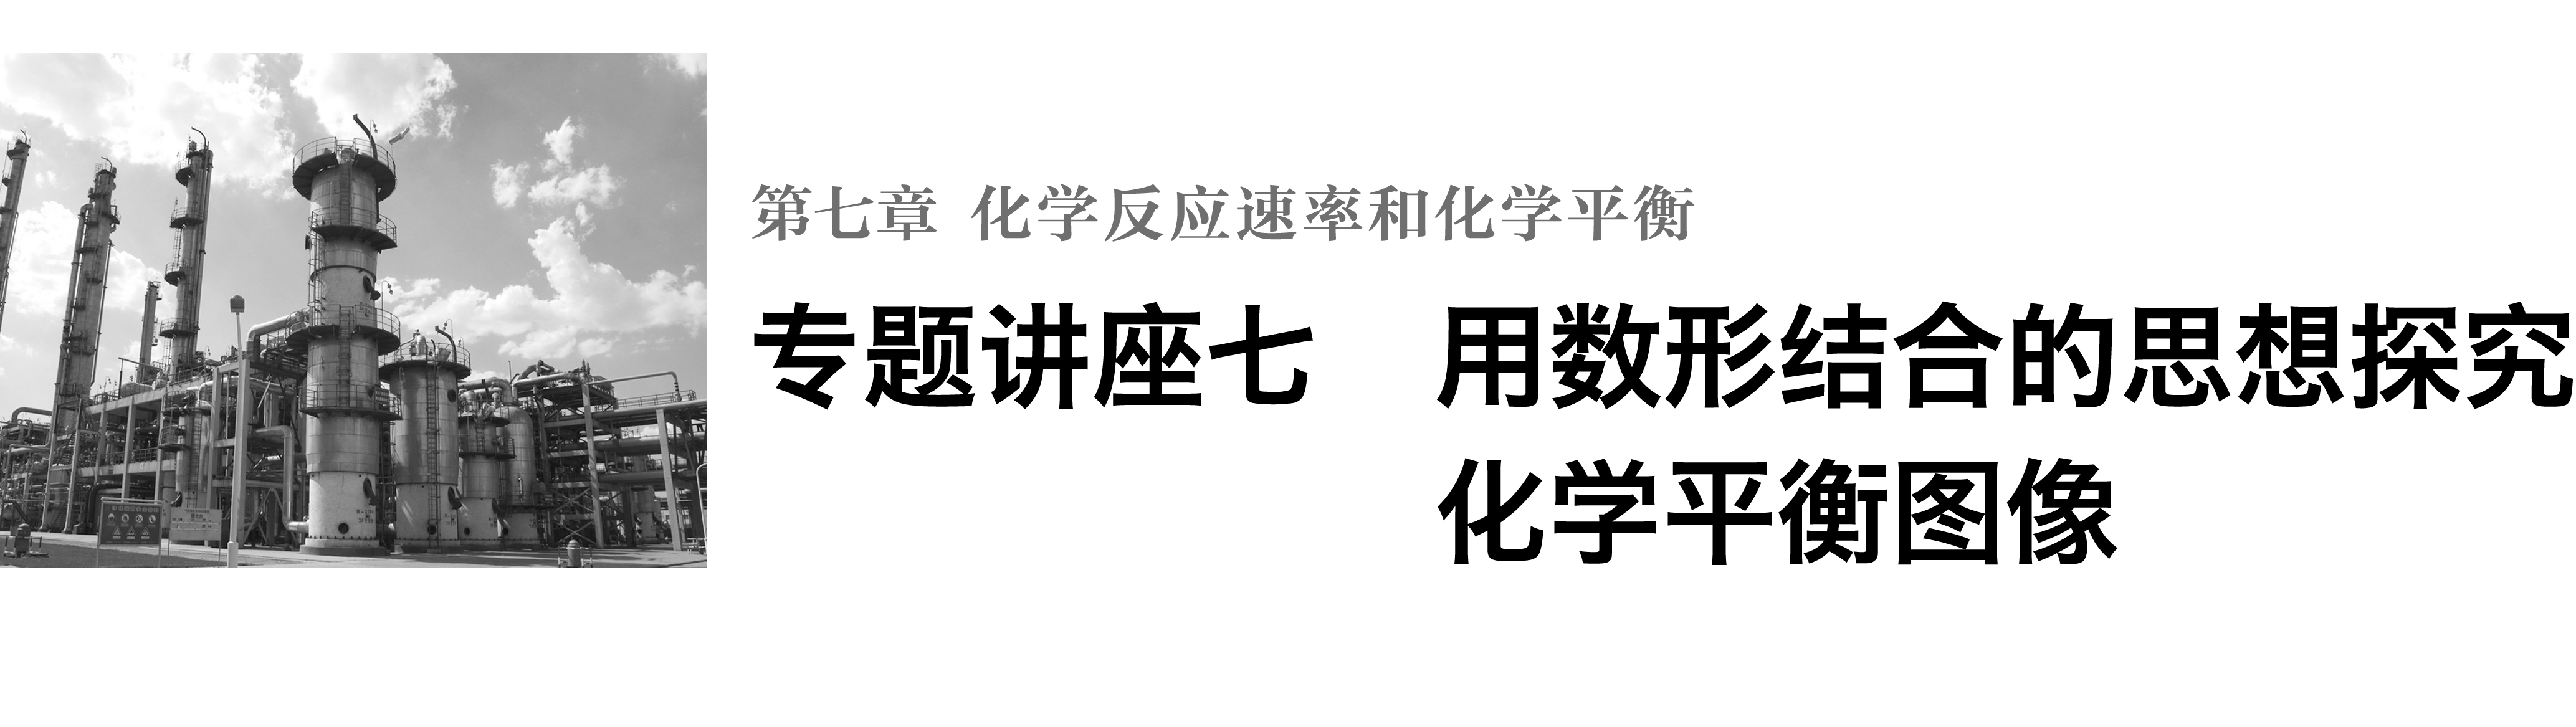 第七章 化学反应速率和化学平衡
专题讲座七 用数形结合的思想探究
化学平衡图像